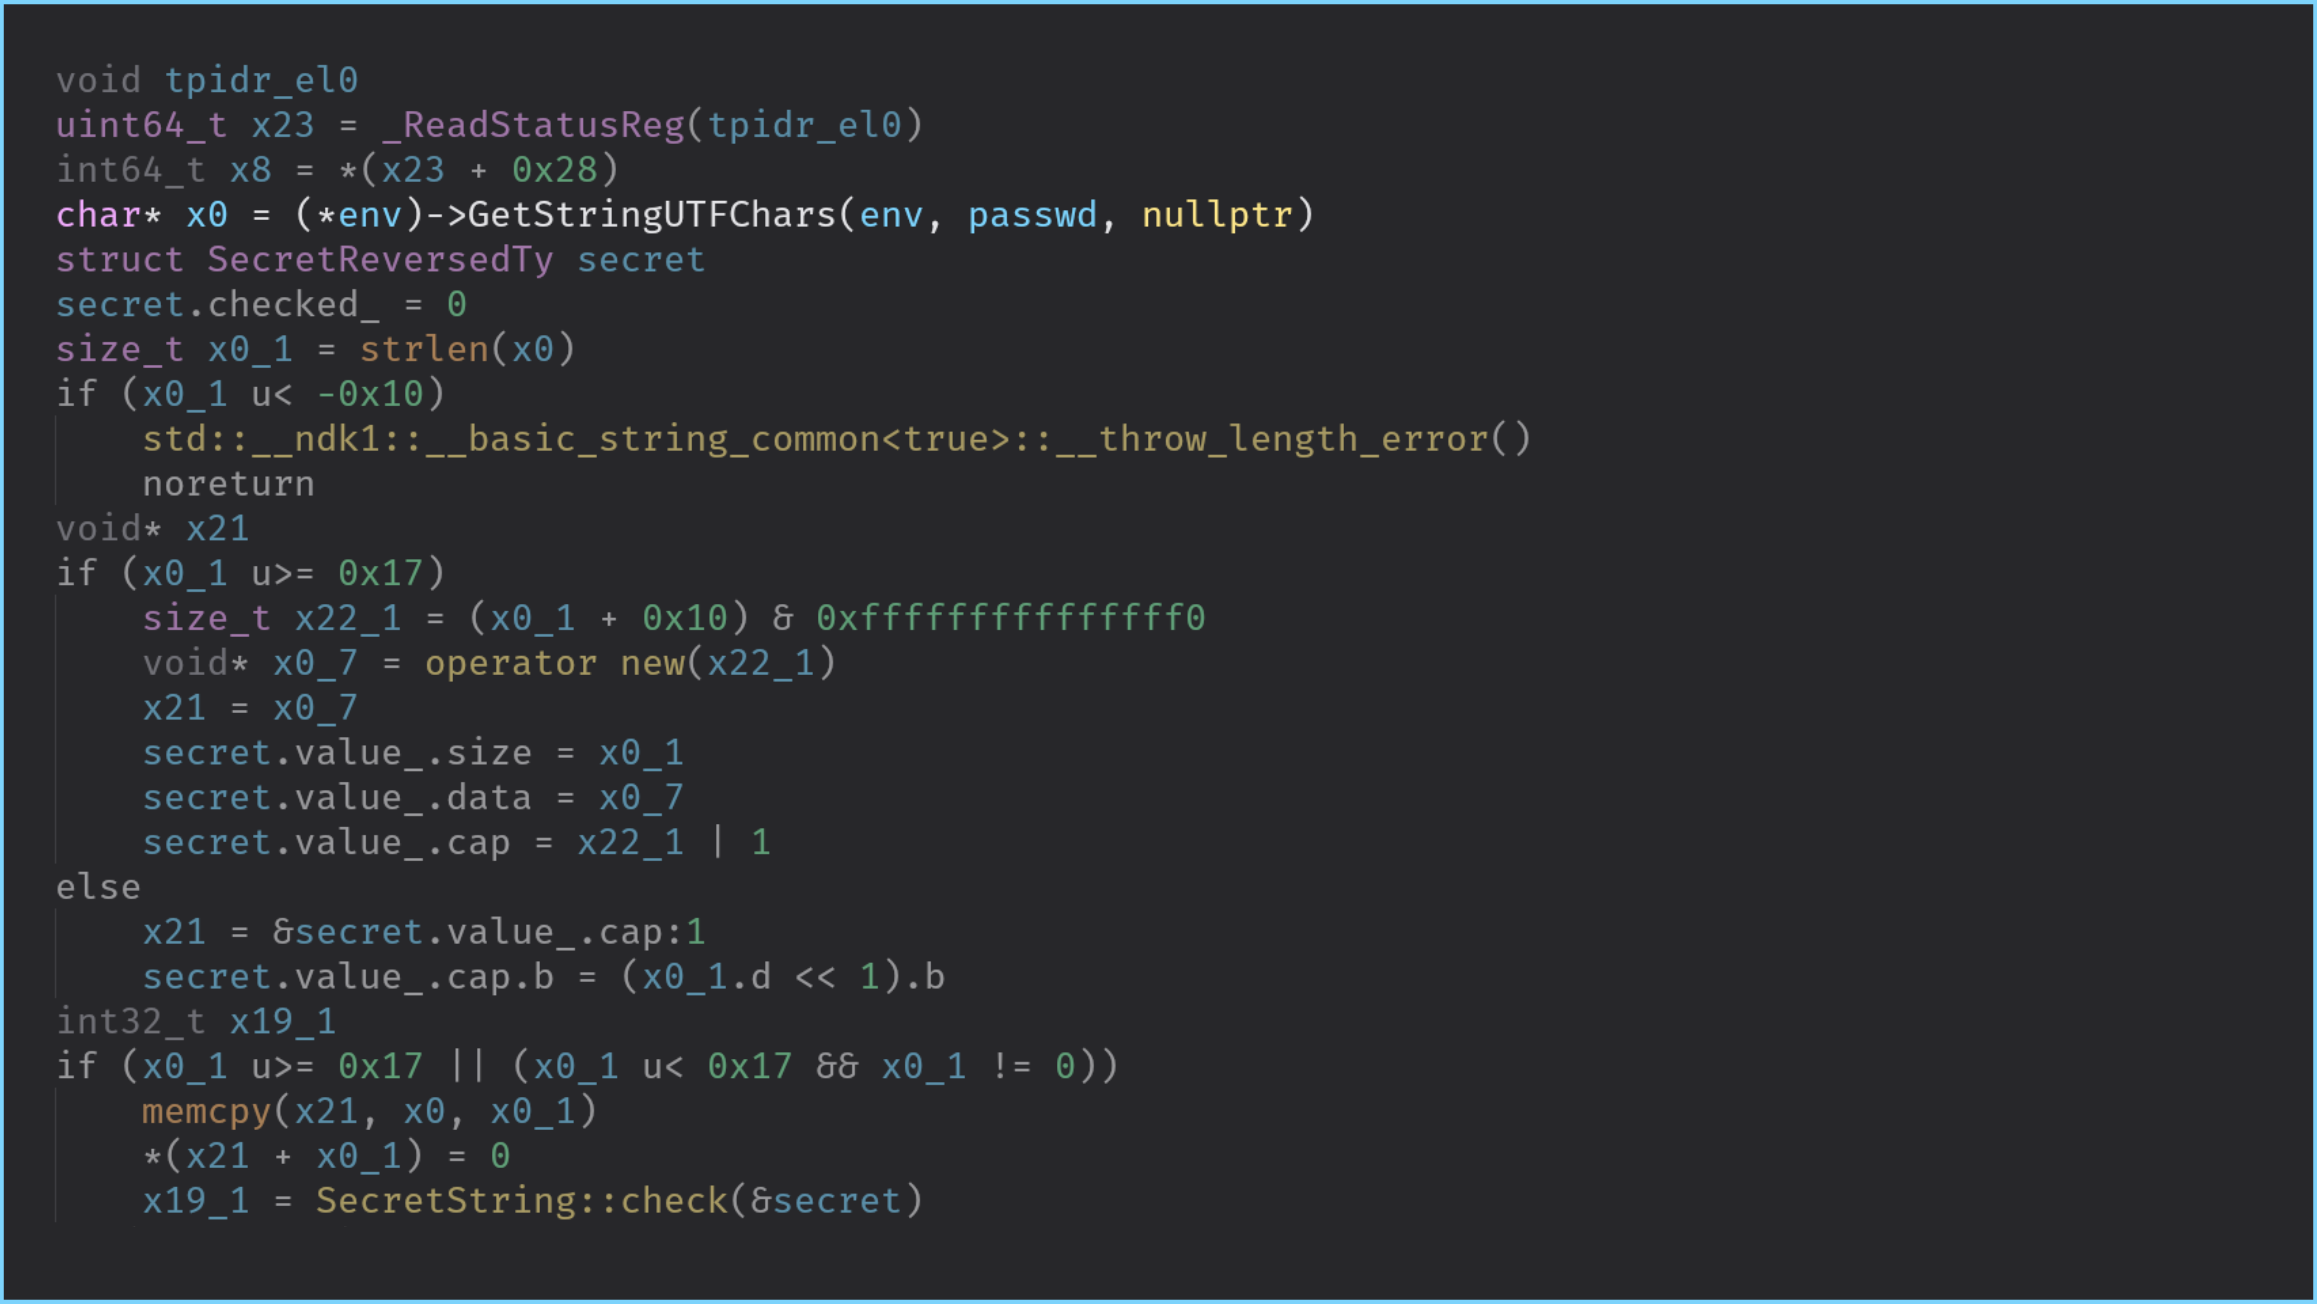 void tpidr_el0
uint64_t x23 = _ReadStatusReg(tpidr_el0)
int64_t x8 = *(x23 + 0x28)
char* x0 = (*env)->GetStringUTFChars(env, passwd, nullptr)
struct SecretReversedTy secret
secret.checked_ = 0
size_t x0_1 = strlen(x0)
if (x0_1 u< -0x10)
    std::__ndk1::__basic_string_common<true>::__throw_length_error()
    noreturn
void* x21
if (x0_1 u>= 0x17)
    size_t x22_1 = (x0_1 + 0x10) & 0xfffffffffffffff0
    void* x0_7 = operator new(x22_1)
    x21 = x0_7
    secret.value_.size = x0_1
    secret.value_.data = x0_7
    secret.value_.cap = x22_1 | 1
else
    x21 = &secret.value_.cap:1
    secret.value_.cap.b = (x0_1.d << 1).b
int32_t x19_1
if (x0_1 u>= 0x17 || (x0_1 u< 0x17 && x0_1 != 0))
    memcpy(x21, x0, x0_1)
    *(x21 + x0_1) = 0
    x19_1 = SecretString::check(&secret)